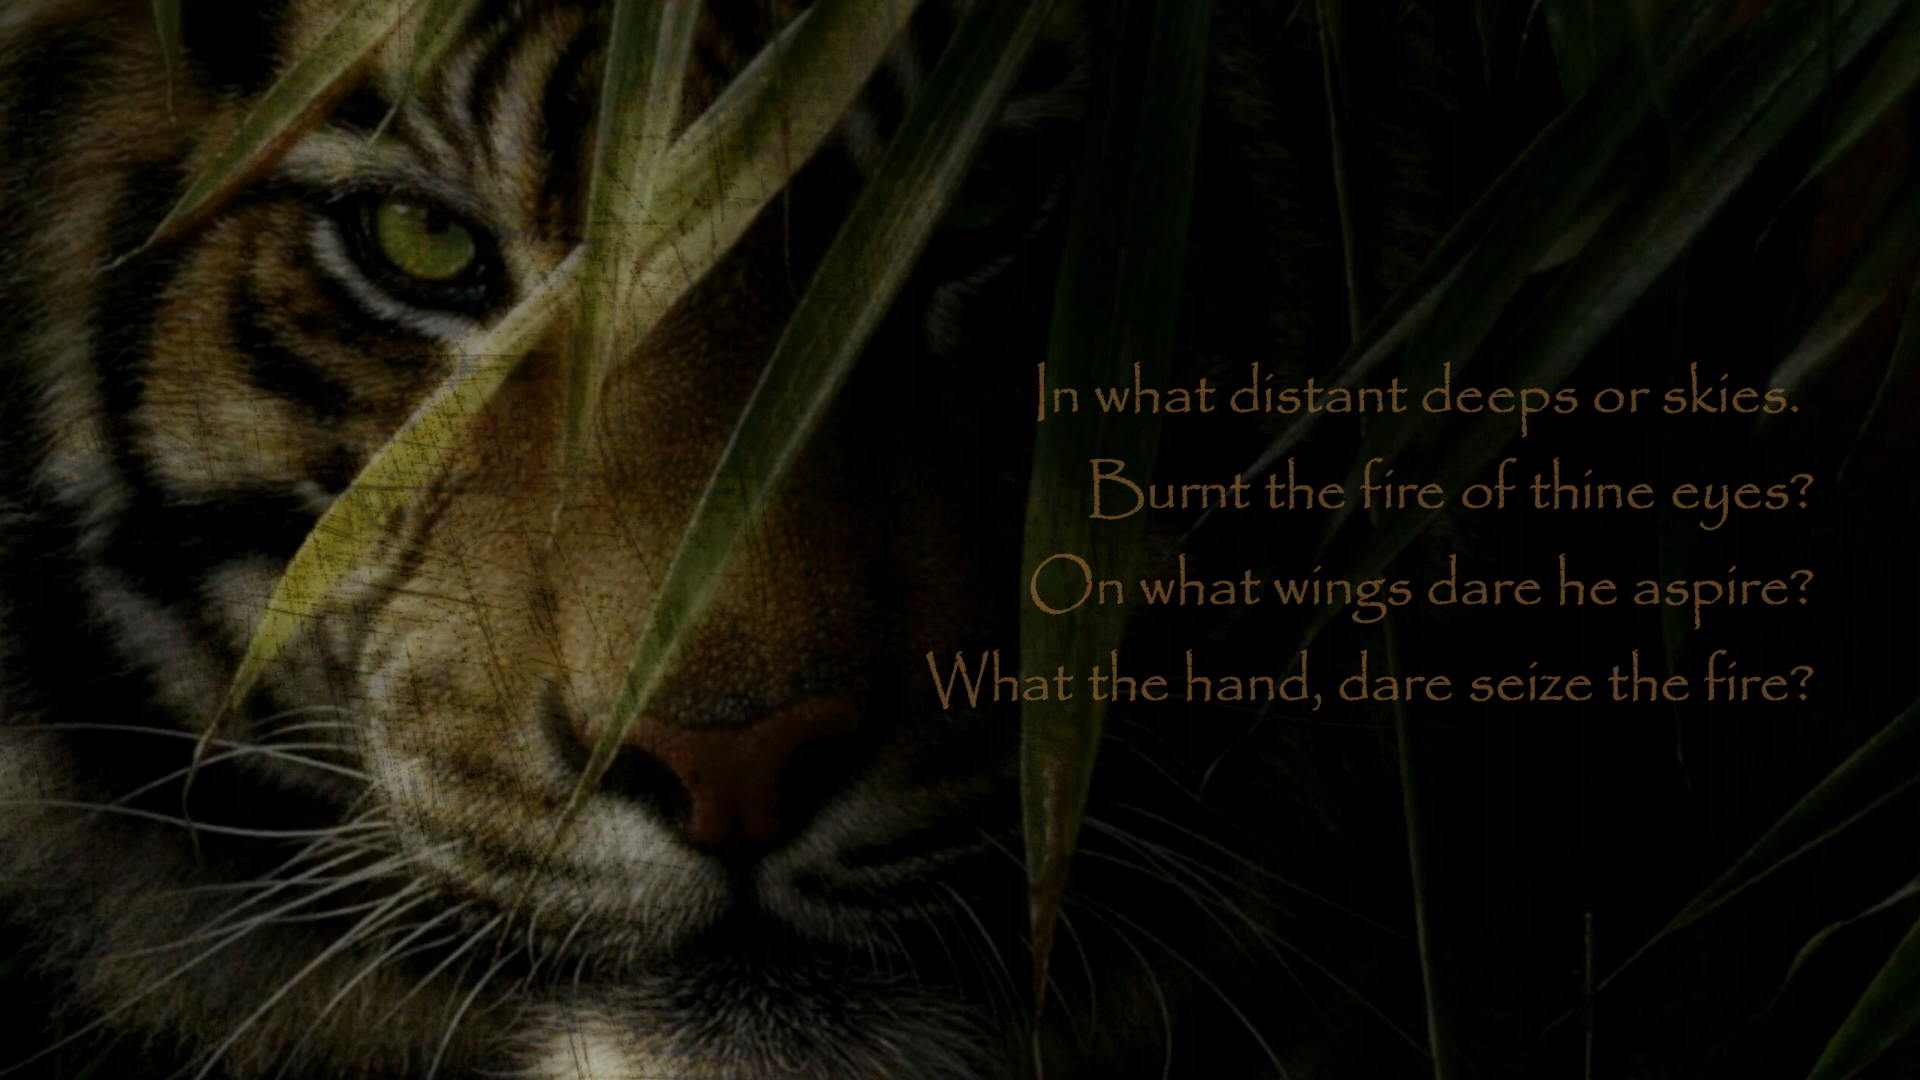 In what distant deeps or skies.
Burnt the fire of thine eyes?
On what wings dare he aspire?
What the hand, dare seize the fire?